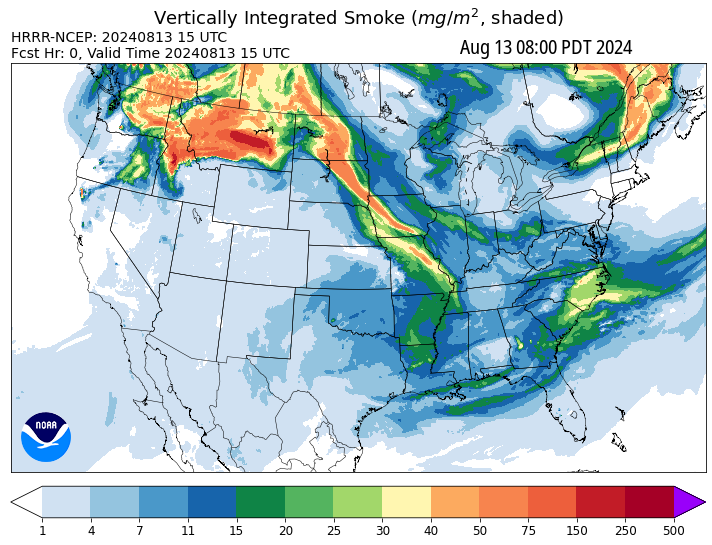 Vertically Integrated Smoke (mg/m², shaded)
HRRR-NCEP: 20240813 15 UTC
Fcst Hr: 0, Valid Time 20240813 15 UTC
Aug 13 08:00 PDT 2024
NOAA
1 4 7 11 15 20 25 30 40 50 75 150 250 500